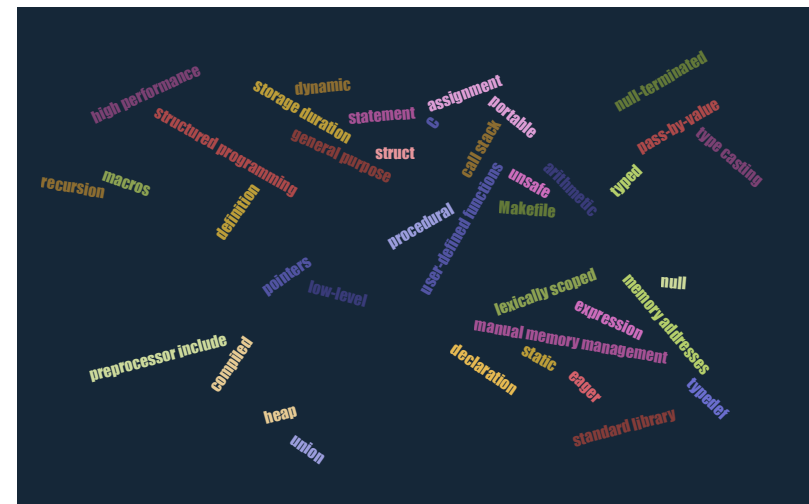 high performance
dynamic
storage duration
assignment
null-terminated
statement
portable
c
structured programming
general purpose
struct
call stack
pass-by-value
type casting
recursion
macros
unsafe
arithmetic
typed
definition
procedural
user-defined functions
Makefile
pointers
low-level
lexically scoped
null
memory addresses
expression
manual memory management
preprocessor include
compiled
declaration
static
eager
typedef
heap
union
standard library